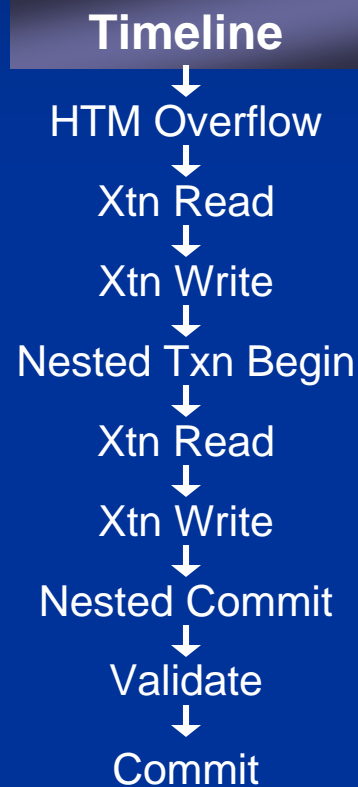 Timeline
HTM Overflow
Xtn Read
Xtn Write
Nested Txn Begin
Xtn Read
Xtn Write
Nested Commit
Validate
Commit